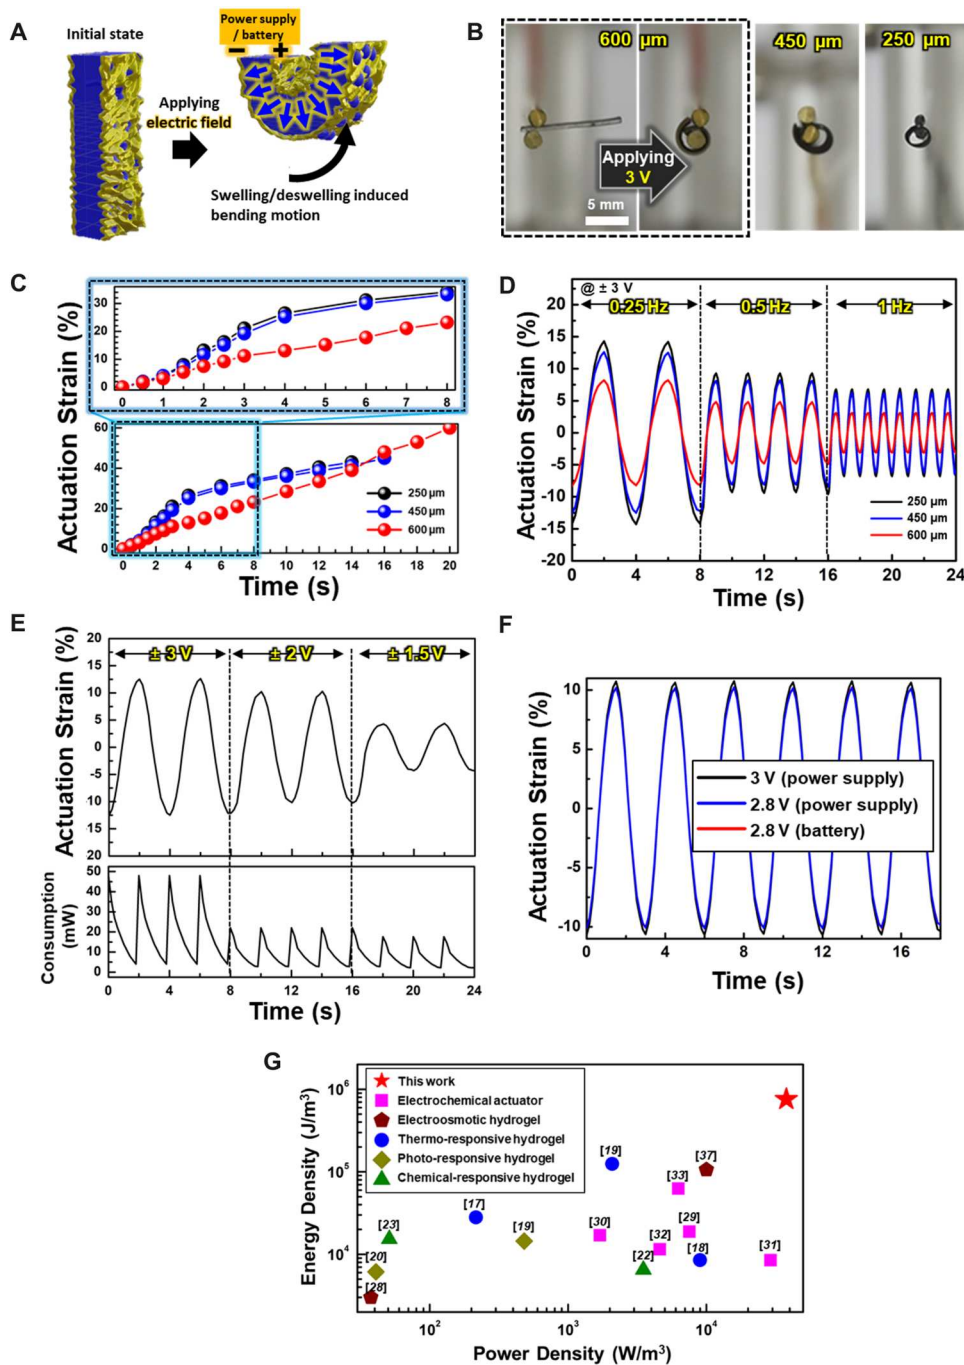 A
Initial state
Power supply
/ battery
− +
Applying
electric field
Swelling/deswelling induced
bending motion
B
600 μm
450 μm
250 μm
Applying
3 V
5 mm
C
Actuation Strain (%)
30
20
10
0
0 1 2 3 4 5 6 7 8
Actuation Strain (%)
60
40
20
0
250 μm
450 μm
600 μm
0 2 4 6 8 10 12 14 16 18 20
Time (s)
D
@ ± 3 V
0.25 Hz
0.5 Hz
1 Hz
Actuation Strain (%)
20
15
10
5
0
-5
-10
-15
-20
250 μm
450 μm
600 μm
0 4 8 12 16 20 24
Time (s)
E
± 3 V
± 2 V
± 1.5 V
Actuation Strain (%)
20
15
10
5
0
-5
10
15
20
Consumption
(mW)
50
40
30
20
10
0
0 4 8 12 16 20 24
Time (s)
F
Actuation Strain (%)
10
5
0
-5
-10
3 V (power supply)
2.8 V (power supply)
2.8 V (battery)
0 4 8 12 16
Time (s)
G
Energy Density (J/m³)
10⁶
10⁵
10⁴
This work
Electrochemical actuator
Electroosmotic hydrogel
Thermo-responsive hydrogel
Photo-responsive hydrogel
Chemical-responsive hydrogel
[19]
[37]
[33]
[17]
[23]
[19]
[30]
[29]
[32]
[18]
[31]
[22]
[20]
[28]
10² 10³ 10⁴
Power Density (W/m³)